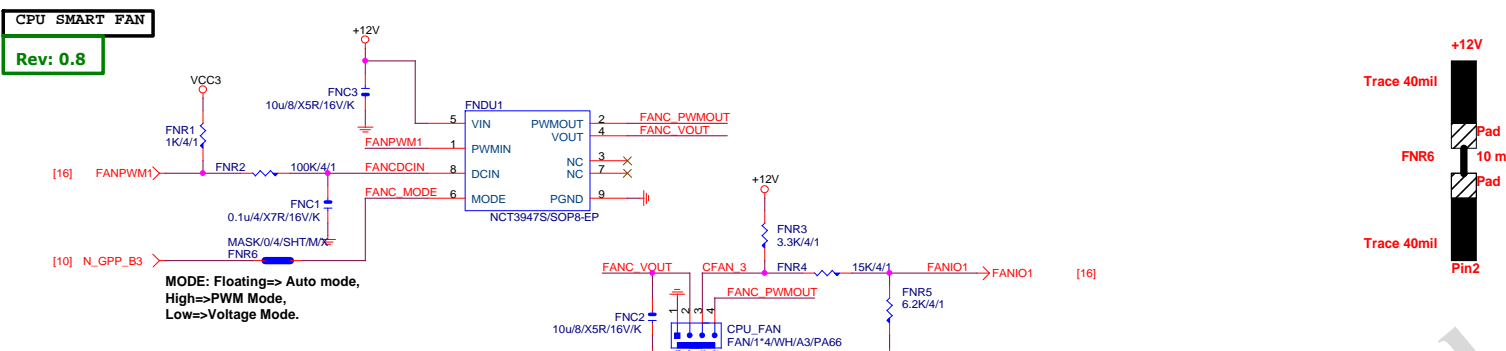 CPU SMART FAN
Rev: 0.8
+12V
VCC3
FNC3
10u/8/X5R/16V/K
FNR1
1K/4/1
[16] FANPWM1
FNR2 100K/4/1
FNC1
0.1u/4/X7R/16V/K
FANPWM1
FANCDCIN
FANC_MODE
FNDU1
5 VIN
1 PWMIN
8 DCIN
6 MODE
PWMOUT 2 FANC_PWMOUT
VOUT 4 FANC_VOUT
NC 3
NC 7
PGND 9
NCT3947S/SOP8-EP
MASK/0/4/SHT/M/X
FNR6
[10] N_GPP_B3
MODE: Floating=> Auto mode,
High=>PWM Mode,
Low=>Voltage Mode.
+12V
FNR3
3.3K/4/1
FANC_VOUT
CFAN_3
FNR4 15K/4/1
FANIO1
FANIO1 [16]
FANC_PWMOUT
FNR5
6.2K/4/1
FNC2
10u/8/X5R/16V/K
1 2 3 4
CPU_FAN
FAN/1*4/WH/A3/PA66
+12V
Trace 40mil
Pad
FNR6
10 m
Pad
Trace 40mil
Pin2